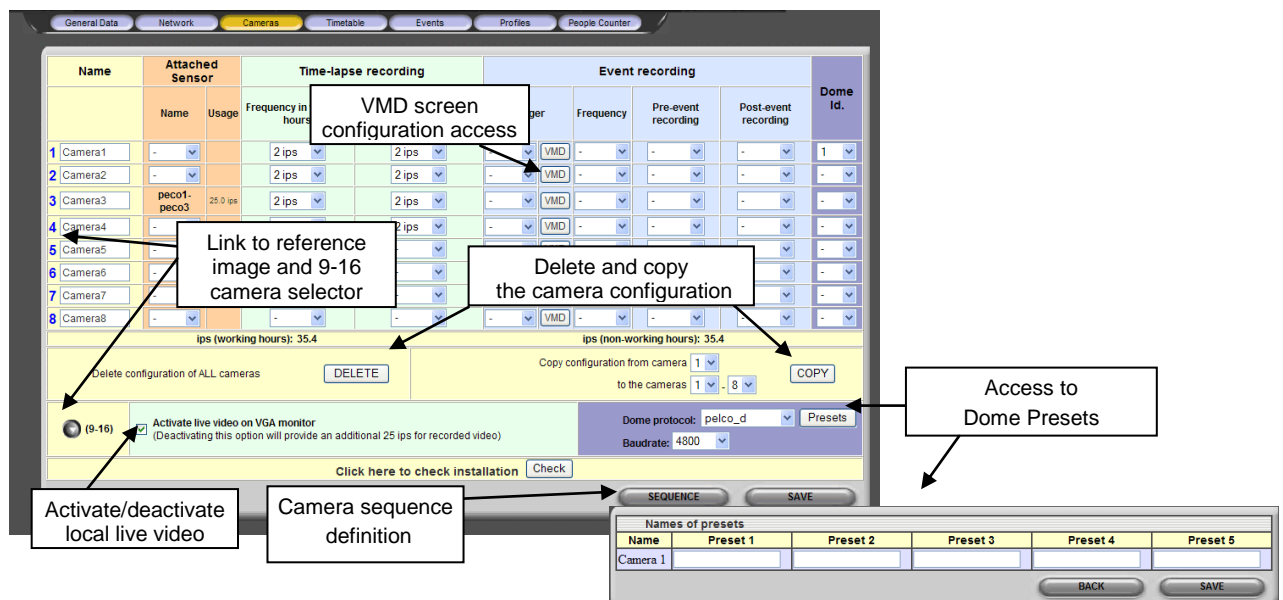 General Data Network Cameras Timetable Events Profiles People Counter
Name Attached Sensor Time-lapse recording Event recording Dome Id.
Name Usage Frequency in hours ger Frequency Pre-event recording Post-event recording
VMD screen
configuration access
1 Camera1 - 2 ips 2 ips - VMD - - - 1
2 Camera2 - 2 ips 2 ips - VMD - - - -
3 Camera3 peco1-peco3 25.0 ips 2 ips 2 ips - VMD - - - -
4 Camera4 - 2 ips - VMD - - - -
5 Camera5 - - -
6 Camera6 - - -
7 Camera7 - - -
8 Camera8 - - - - VMD - - - -
Link to reference
image and 9-16
camera selector
Delete and copy
the camera configuration
ips (working hours): 35.4 ips (non-working hours): 35.4
Delete configuration of ALL cameras DELETE
Copy configuration from camera 1
to the cameras 1 - 8 COPY
Access to
Dome Presets
(9-16)
Activate live video on VGA monitor
(Deactivating this option will provide an additional 25 ips for recorded video)
Dome protocol: pelco_d Presets
Baudrate: 4800
Click here to check installation Check
SEQUENCE SAVE
Activate/deactivate
local live video
Camera sequence
definition
Names of presets
Name Preset 1 Preset 2 Preset 3 Preset 4 Preset 5
Camera 1
BACK SAVE